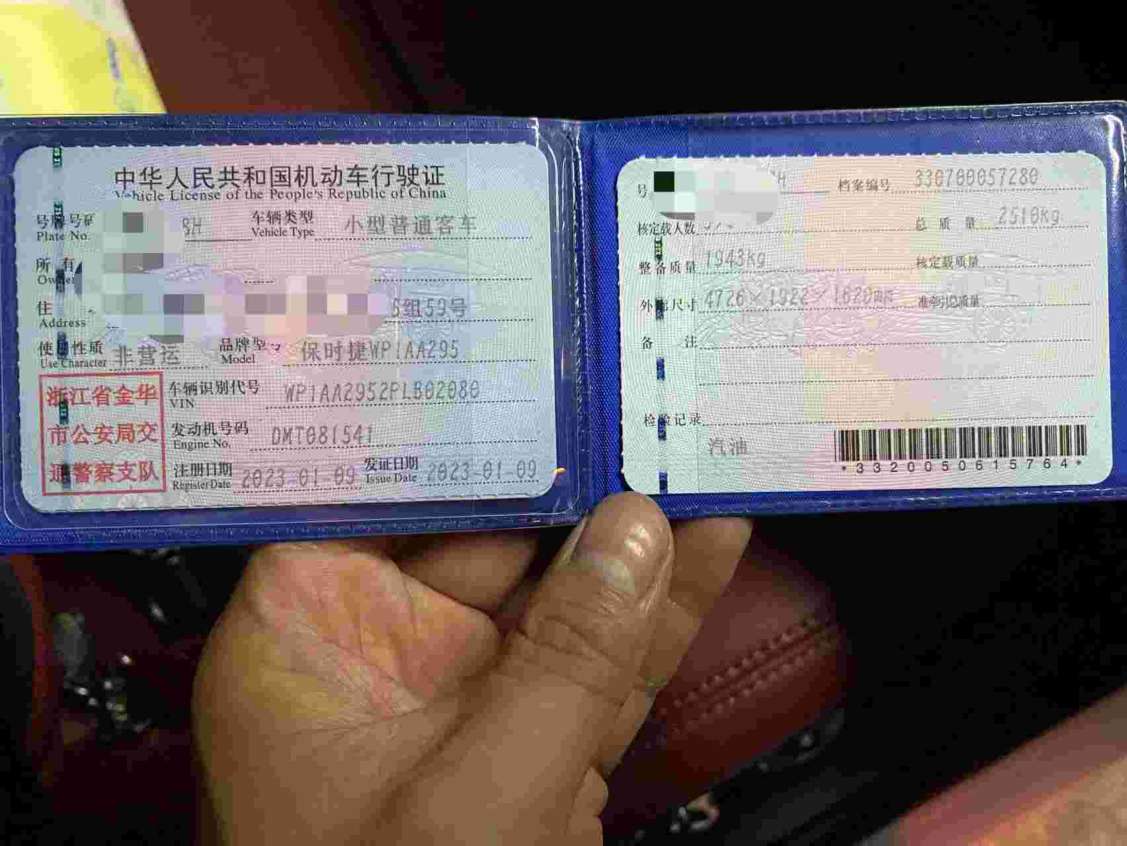 中华人民共和国机动车行驶证
Vehicle License of the People's Republic of China
号牌号码 8H 车辆类型 小型普通客车
Plate No. Vehicle Type
所有
Owner
住 6组59号
Address
使用性质 非营运 品牌型 保时捷WP1AA295
Use Character Model
浙江省金华
市公安局交
通警察支队
车辆识别代号 WP1AA2952PLB02080
VIN
发动机号码 DMT081541
Engine No.
注册日期 2023-01-09 发证日期 2023-01-09
Register Date Issue Date
号 8H 档案编号 330700057280
核定载人数 总质量 2510kg
整备质量 1943kg 核定载质量
外廓尺寸 4726×1922×1620mm 准牵引总质量
备注
检验记录
汽油
*3320050615764*